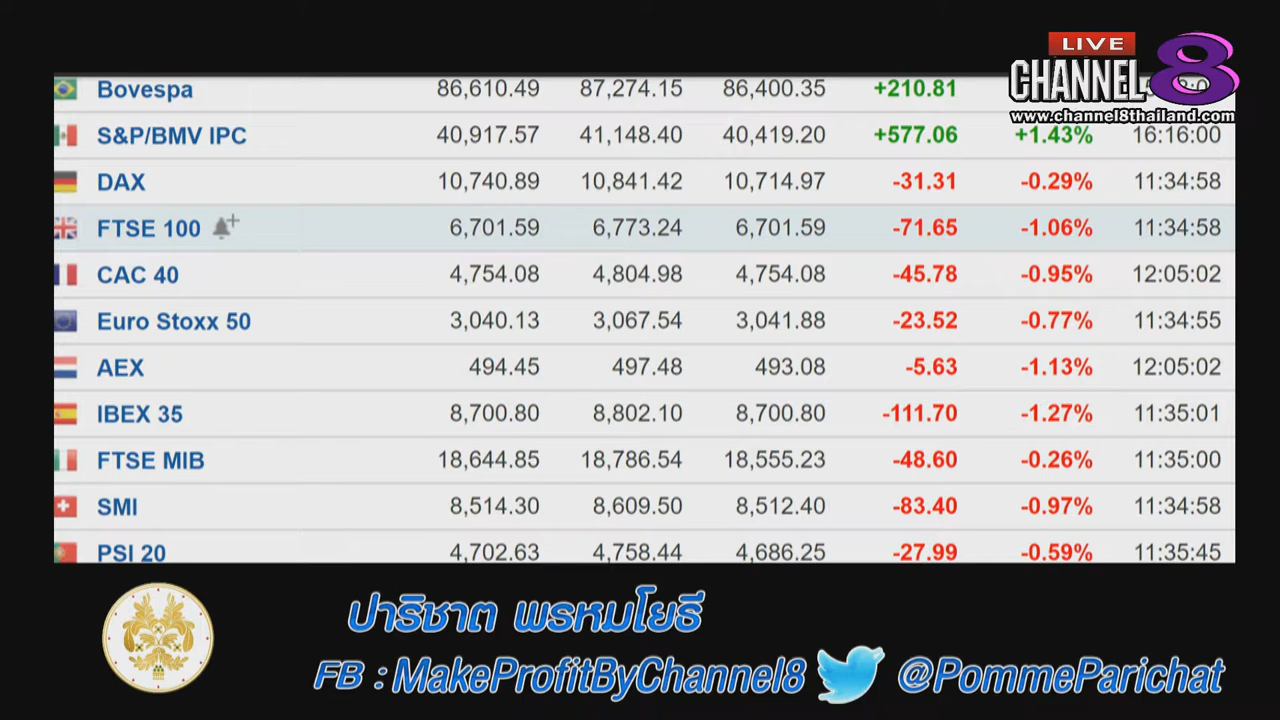 LIVE
CHANNEL 8
www.channel8thailand.com
Bovespa 86,610.49 87,274.15 86,400.35 +210.81
S&P/BMV IPC 40,917.57 41,148.40 40,419.20 +577.06 +1.43% 16:16:00
DAX 10,740.89 10,841.42 10,714.97 -31.31 -0.29% 11:34:58
FTSE 100 6,701.59 6,773.24 6,701.59 -71.65 -1.06% 11:34:58
CAC 40 4,754.08 4,804.98 4,754.08 -45.78 -0.95% 12:05:02
Euro Stoxx 50 3,040.13 3,067.54 3,041.88 -23.52 -0.77% 11:34:55
AEX 494.45 497.48 493.08 -5.63 -1.13% 12:05:02
IBEX 35 8,700.80 8,802.10 8,700.80 -111.70 -1.27% 11:35:01
FTSE MIB 18,644.85 18,786.54 18,555.23 -48.60 -0.26% 11:35:00
SMI 8,514.30 8,609.50 8,512.40 -83.40 -0.97% 11:34:58
PSI 20 4,702.63 4,758.44 4,686.25 -27.99 -0.59% 11:35:45
ปาริชาต พรหมโยธี
FB : MakeProfitByChannel8 @PommeParichat